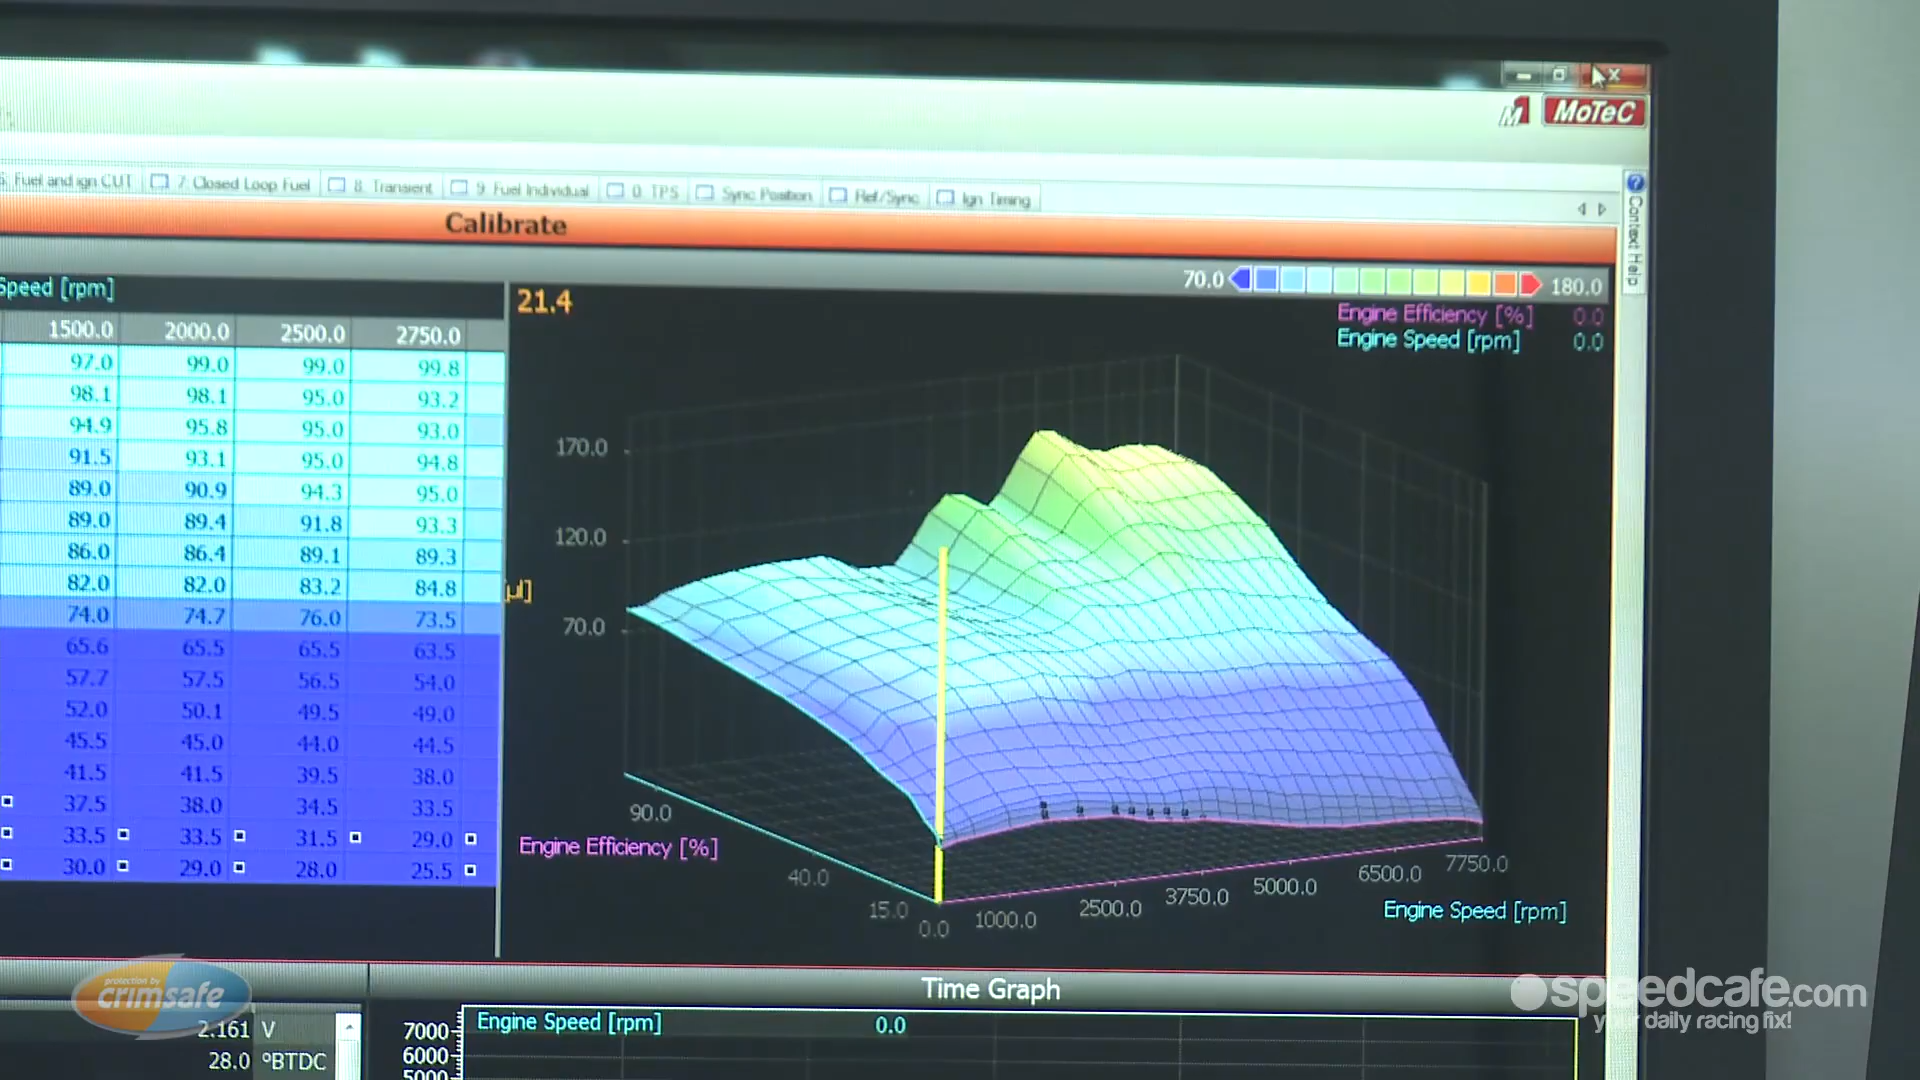 M1 MoTeC
Fuel and ign CUT 7. Closed Loop Fuel 8. Transient 9. Fuel Individual 0. TPS Sync Position Ref/Sync Ign Timing
Context Help
Calibrate
Speed [rpm]
1500.0 2000.0 2500.0 2750.0
97.0 99.0 99.0 99.8
98.1 98.1 95.0 93.2
94.9 95.8 95.0 93.0
91.5 93.1 95.0 94.8
89.0 90.9 94.3 95.0
89.0 89.4 91.8 93.3
86.0 86.4 89.1 89.3
82.0 82.0 83.2 84.8
74.0 74.7 76.0 73.5
65.6 65.5 65.5 63.5
57.7 57.5 56.5 54.0
52.0 50.1 49.5 49.0
45.5 45.0 44.0 44.5
41.5 41.5 39.5 38.0
37.5 38.0 34.5 33.5
33.5 33.5 31.5 29.0
30.0 29.0 28.0 25.5
21.4
70.0 180.0
Engine Efficiency [%] 0.0
Engine Speed [rpm] 0.0
170.0
120.0
[µl]
70.0
90.0
Engine Efficiency [%]
40.0
15.0
0.0 1000.0 2500.0 3750.0 5000.0 6500.0 7750.0
Engine Speed [rpm]
Time Graph
Engine Speed [rpm] 0.0
7000
6000
5000
2.161 V
28.0 °BTDC
protection by
crimsafe
speedcafe.com
your daily racing fix!